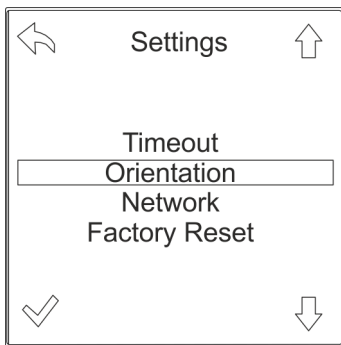 Settings
Timeout
Orientation
Network
Factory Reset